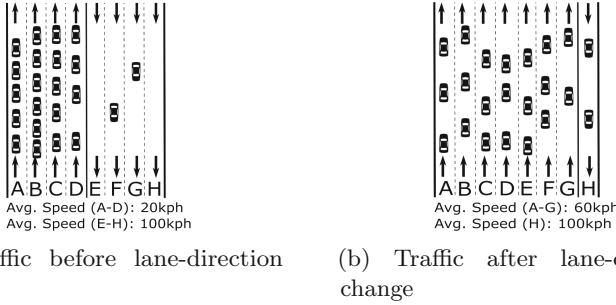 A B C D E F G H
Avg. Speed (A-D): 20kph
Avg. Speed (E-H): 100kph
ffic before lane-direction
A B C D E F G H
Avg. Speed (A-G): 60kph
Avg. Speed (H): 100kph
(b) Traffic after lane-d
change